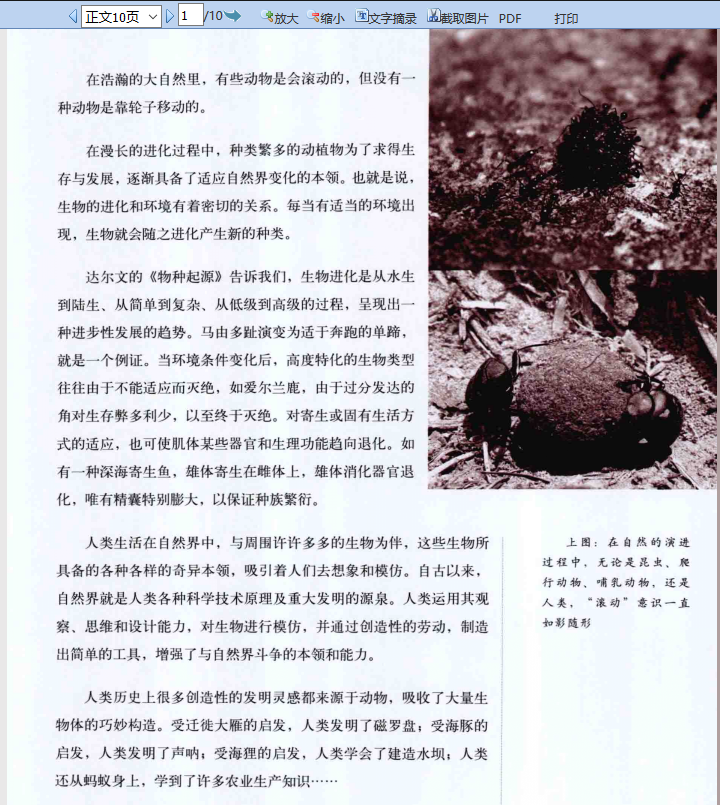 正文10页
1 /10
放大
缩小
文字摘录
截取图片
PDF
打印
在浩瀚的大自然里，有些动物是会滚动的，但没有一
种动物是靠轮子移动的。
在漫长的进化过程中，种类繁多的动植物为了求得生
存与发展，逐渐具备了适应自然界变化的本领。也就是说，
生物的进化和环境有着密切的关系。每当有适当的环境出
现，生物就会随之进化产生新的种类。
达尔文的《物种起源》告诉我们，生物进化是从水生
到陆生、从简单到复杂、从低级到高级的过程，呈现出一
种进步性发展的趋势。马由多趾演变为适于奔跑的单蹄，
就是一个例证。当环境条件变化后，高度特化的生物类型
往往由于不能适应而灭绝，如爱尔兰鹿，由于过分发达的
角对生存弊多利少，以至终于灭绝。对寄生或固有生活方
式的适应，也可使肌体某些器官和生理功能趋向退化。如
有一种深海寄生鱼，雄体寄生在雌体上，雄体消化器官退
化，唯有精囊特别膨大，以保证种族繁衍。
人类生活在自然界中，与周围许许多多的生物为伴，这些生物所
具备的各种各样的奇异本领，吸引着人们去想象和模仿。自古以来，
自然界就是人类各种科学技术原理及重大发明的源泉。人类运用其观
察、思维和设计能力，对生物进行模仿，并通过创造性的劳动，制造
出简单的工具，增强了与自然界斗争的本领和能力。
人类历史上很多创造性的发明灵感都来源于动物，吸收了大量生
物体的巧妙构造。受迁徙大雁的启发，人类发明了磁罗盘；受海豚的
启发，人类发明了声呐；受海狸的启发，人类学会了建造水坝；人类
还从蚂蚁身上，学到了许多农业生产知识……
上图：在自然的演进
过程中，无论是昆虫、爬
行动物、哺乳动物，还是
人类，“滚动”意识一直
如影随形